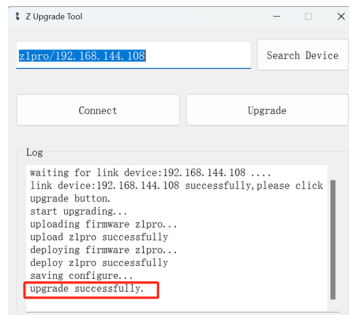 Z Upgrade Tool
z1pro/192.168.144.108
Search Device
Connect
Upgrade
Log
waiting for link device:192.168.144.108 ....
link device:192.168.144.108 successfully,please click
upgrade button.
start upgrading...
uploading firmware z1pro...
upload z1pro successfully
deploying firmware z1pro...
deploy z1pro successfully
saving configure...
upgrade successfully.